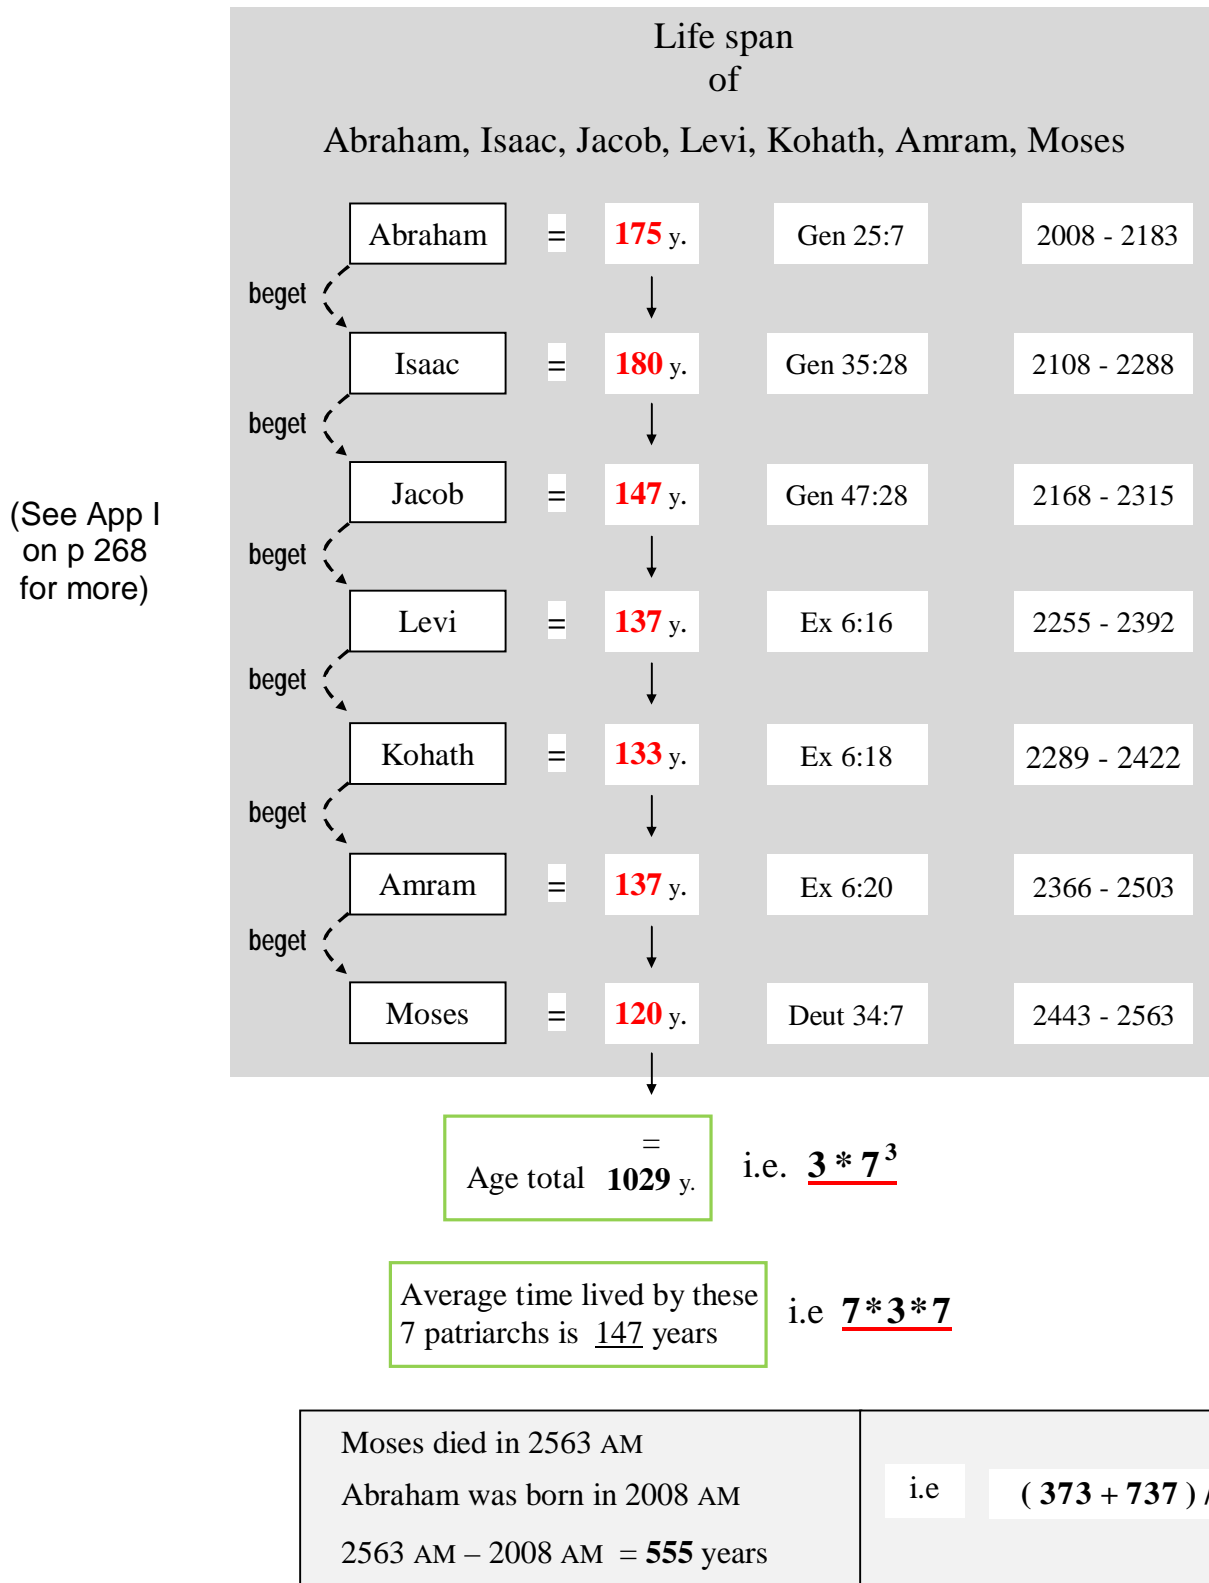 Life span
of
Abraham, Isaac, Jacob, Levi, Kohath, Amram, Moses
Abraham = 175 y. Gen 25:7 2008 - 2183
beget
Isaac = 180 y. Gen 35:28 2108 - 2288
beget
Jacob = 147 y. Gen 47:28 2168 - 2315
(See App I
on p 268
for more)
beget
Levi = 137 y. Ex 6:16 2255 - 2392
beget
Kohath = 133 y. Ex 6:18 2289 - 2422
beget
Amram = 137 y. Ex 6:20 2366 - 2503
beget
Moses = 120 y. Deut 34:7 2443 - 2563
=
Age total 1029 y. i.e. 3 * 7³
Average time lived by these
7 patriarchs is 147 years
i.e 7*3*7
Moses died in 2563 AM
Abraham was born in 2008 AM
2563 AM – 2008 AM = 555 years
i.e ( 373 + 737 ) /